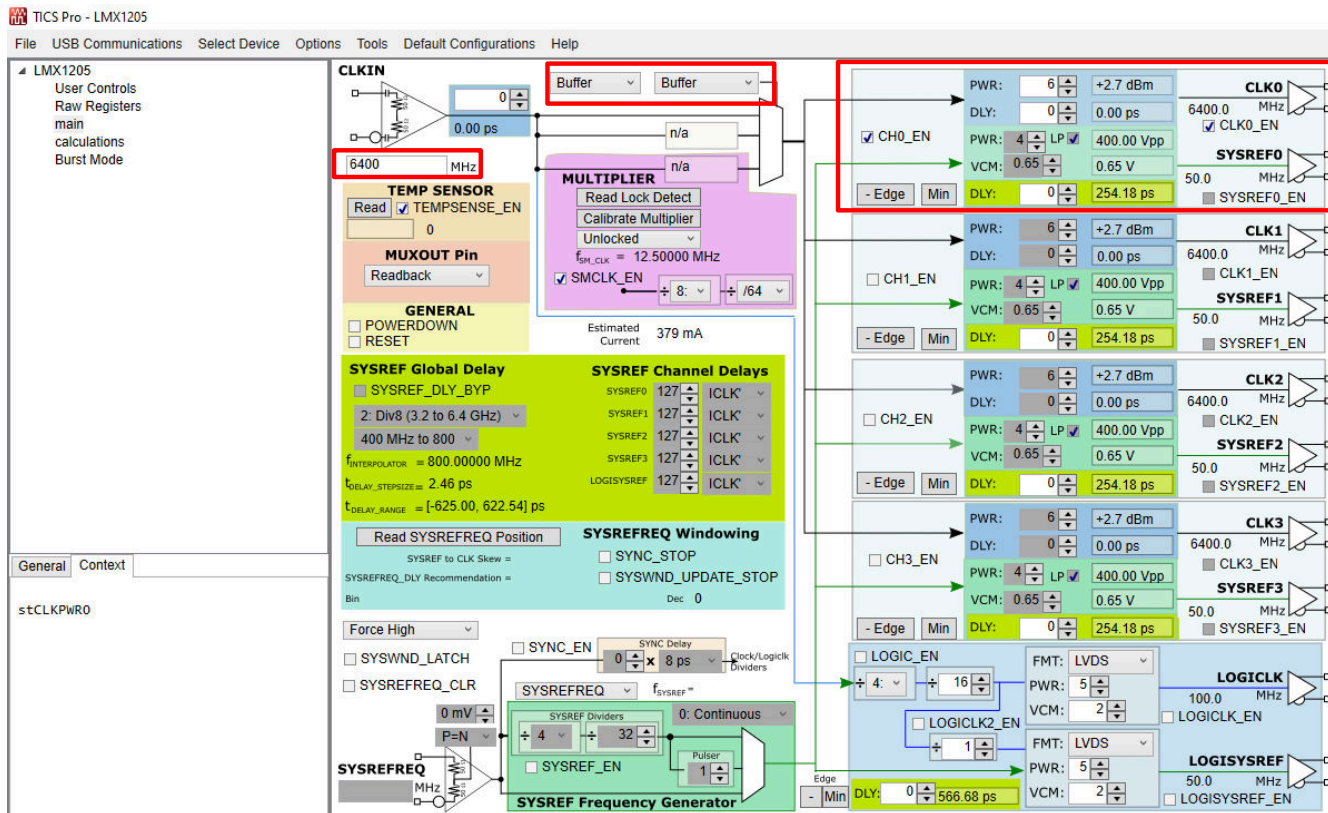 TICS Pro - LMX1205
File USB Communications Select Device Options Tools Default Configurations Help
LMX1205
User Controls
Raw Registers
main
calculations
Burst Mode
General Context
stCLKPWR0
CLKIN
0
0.00 ps
6400 MHz
Buffer Buffer
n/a
n/a
TEMP SENSOR
Read TEMPSENSE_EN
0
MUXOUT Pin
Readback
GENERAL
POWERDOWN
RESET
MULTIPLIER
Read Lock Detect
Calibrate Multiplier
Unlocked
fSM_CLK = 12.50000 MHz
SMCLK_EN
÷ 8: ÷ /64
Estimated Current 379 mA
SYSREF Global Delay
SYSREF_DLY_BYP
2: Div8 (3.2 to 6.4 GHz)
400 MHz to 800
fINTERPOLATOR = 800.00000 MHz
tDELAY_STEPSIZE = 2.46 ps
tDELAY_RANGE = [-625.00, 622.54] ps
SYSREF Channel Delays
SYSREF0 127 ICLK'
SYSREF1 127 ICLK'
SYSREF2 127 ICLK'
SYSREF3 127 ICLK'
LOGISYSREF 127 ICLK'
Read SYSREFREQ Position
SYSREF to CLK Skew =
SYSREFREQ_DLY Recommendation =
Bin Dec 0
SYSREFREQ Windowing
SYNC_STOP
SYSWND_UPDATE_STOP
Force High
SYSWND_LATCH
SYSREFREQ_CLR
SYNC_EN
SYNC Delay
0 x 8 ps
Clock/Logiclk
Dividers
SYSREFREQ fSYSREF =
0 mV
P=N
SYSREFREQ
MHz
SYSREF Dividers
÷ 4 ÷ 32
0: Continuous
SYSREF_EN
Pulser
1
SYSREF Frequency Generator
CH0_EN
- Edge Min
PWR: 6 +2.7 dBm
DLY: 0 0.00 ps
PWR: 4 LP 400.00 Vpp
VCM: 0.65 0.65 V
DLY: 0 254.18 ps
CLK0
6400.0 MHz
CLK0_EN
SYSREF0
50.0 MHz
SYSREF0_EN
CH1_EN
- Edge Min
PWR: 6 +2.7 dBm
DLY: 0 0.00 ps
PWR: 4 LP 400.00 Vpp
VCM: 0.65 0.65 V
DLY: 0 254.18 ps
CLK1
6400.0 MHz
CLK1_EN
SYSREF1
50.0 MHz
SYSREF1_EN
CH2_EN
- Edge Min
PWR: 6 +2.7 dBm
DLY: 0 0.00 ps
PWR: 4 LP 400.00 Vpp
VCM: 0.65 0.65 V
DLY: 0 254.18 ps
CLK2
6400.0 MHz
CLK2_EN
SYSREF2
50.0 MHz
SYSREF2_EN
CH3_EN
- Edge Min
PWR: 6 +2.7 dBm
DLY: 0 0.00 ps
PWR: 4 LP 400.00 Vpp
VCM: 0.65 0.65 V
DLY: 0 254.18 ps
CLK3
6400.0 MHz
CLK3_EN
SYSREF3
50.0 MHz
SYSREF3_EN
LOGIC_EN
÷ 4: ÷ 16
LOGICLK2_EN
÷ 1
FMT: LVDS
PWR: 5
VCM: 2
LOGICLK
100.0 MHz
LOGICLK_EN
FMT: LVDS
PWR: 5
VCM: 2
LOGISYSREF
50.0 MHz
LOGISYSREF_EN
Edge
- Min DLY: 0 566.68 ps